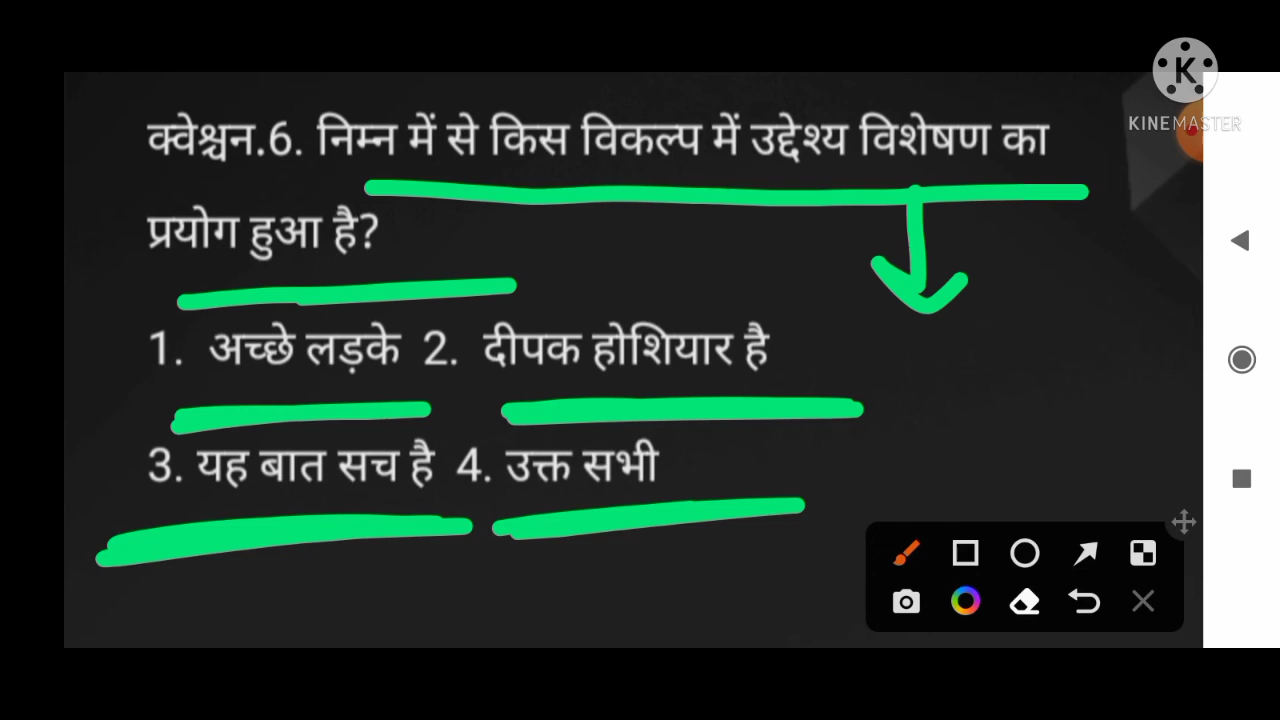 KINEMASTER
क्वेश्चन.6. निम्न में से किस विकल्प में उद्देश्य विशेषण का
प्रयोग हुआ है?
1. अच्छे लड़के 2. दीपक होशियार है
3. यह बात सच है 4. उक्त सभी